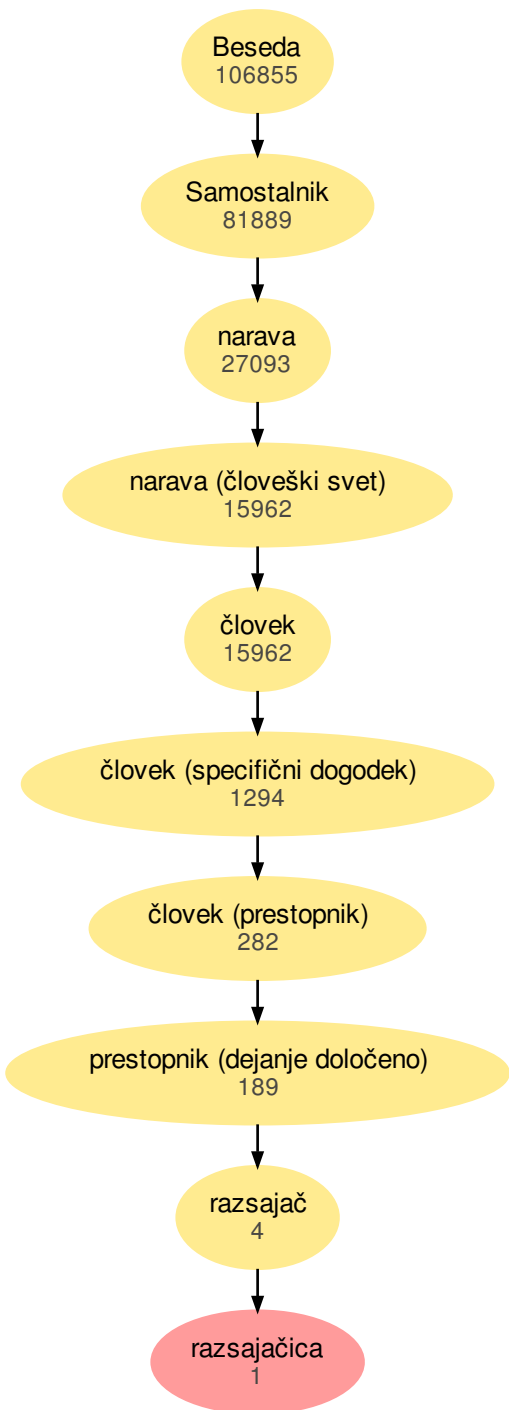 Beseda
106855
Samostalnik
81889
narava
27093
narava (človeški svet)
15962
človek
15962
človek (specifični dogodek)
1294
človek (prestopnik)
282
prestopnik (dejanje določeno)
189
razsajač
4
razsajačica
1